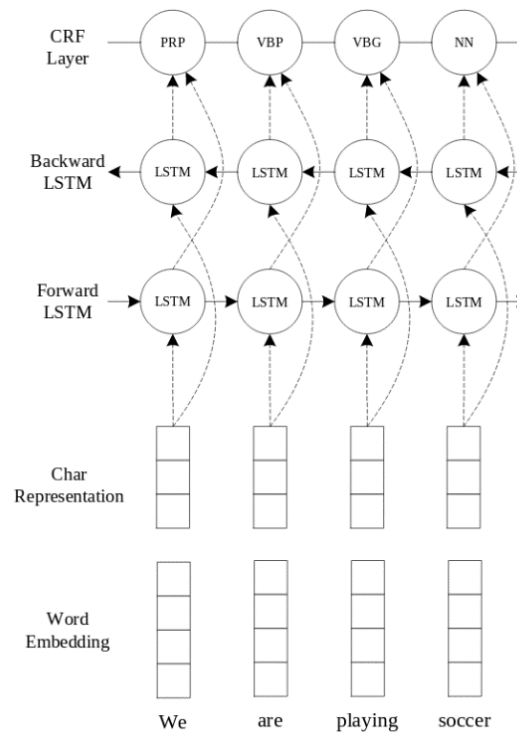 CRF
Layer
PRP VBP VBG NN
Backward
LSTM
LSTM LSTM LSTM LSTM
Forward
LSTM
LSTM LSTM LSTM LSTM
Char
Representation
Word
Embedding
We are playing soccer